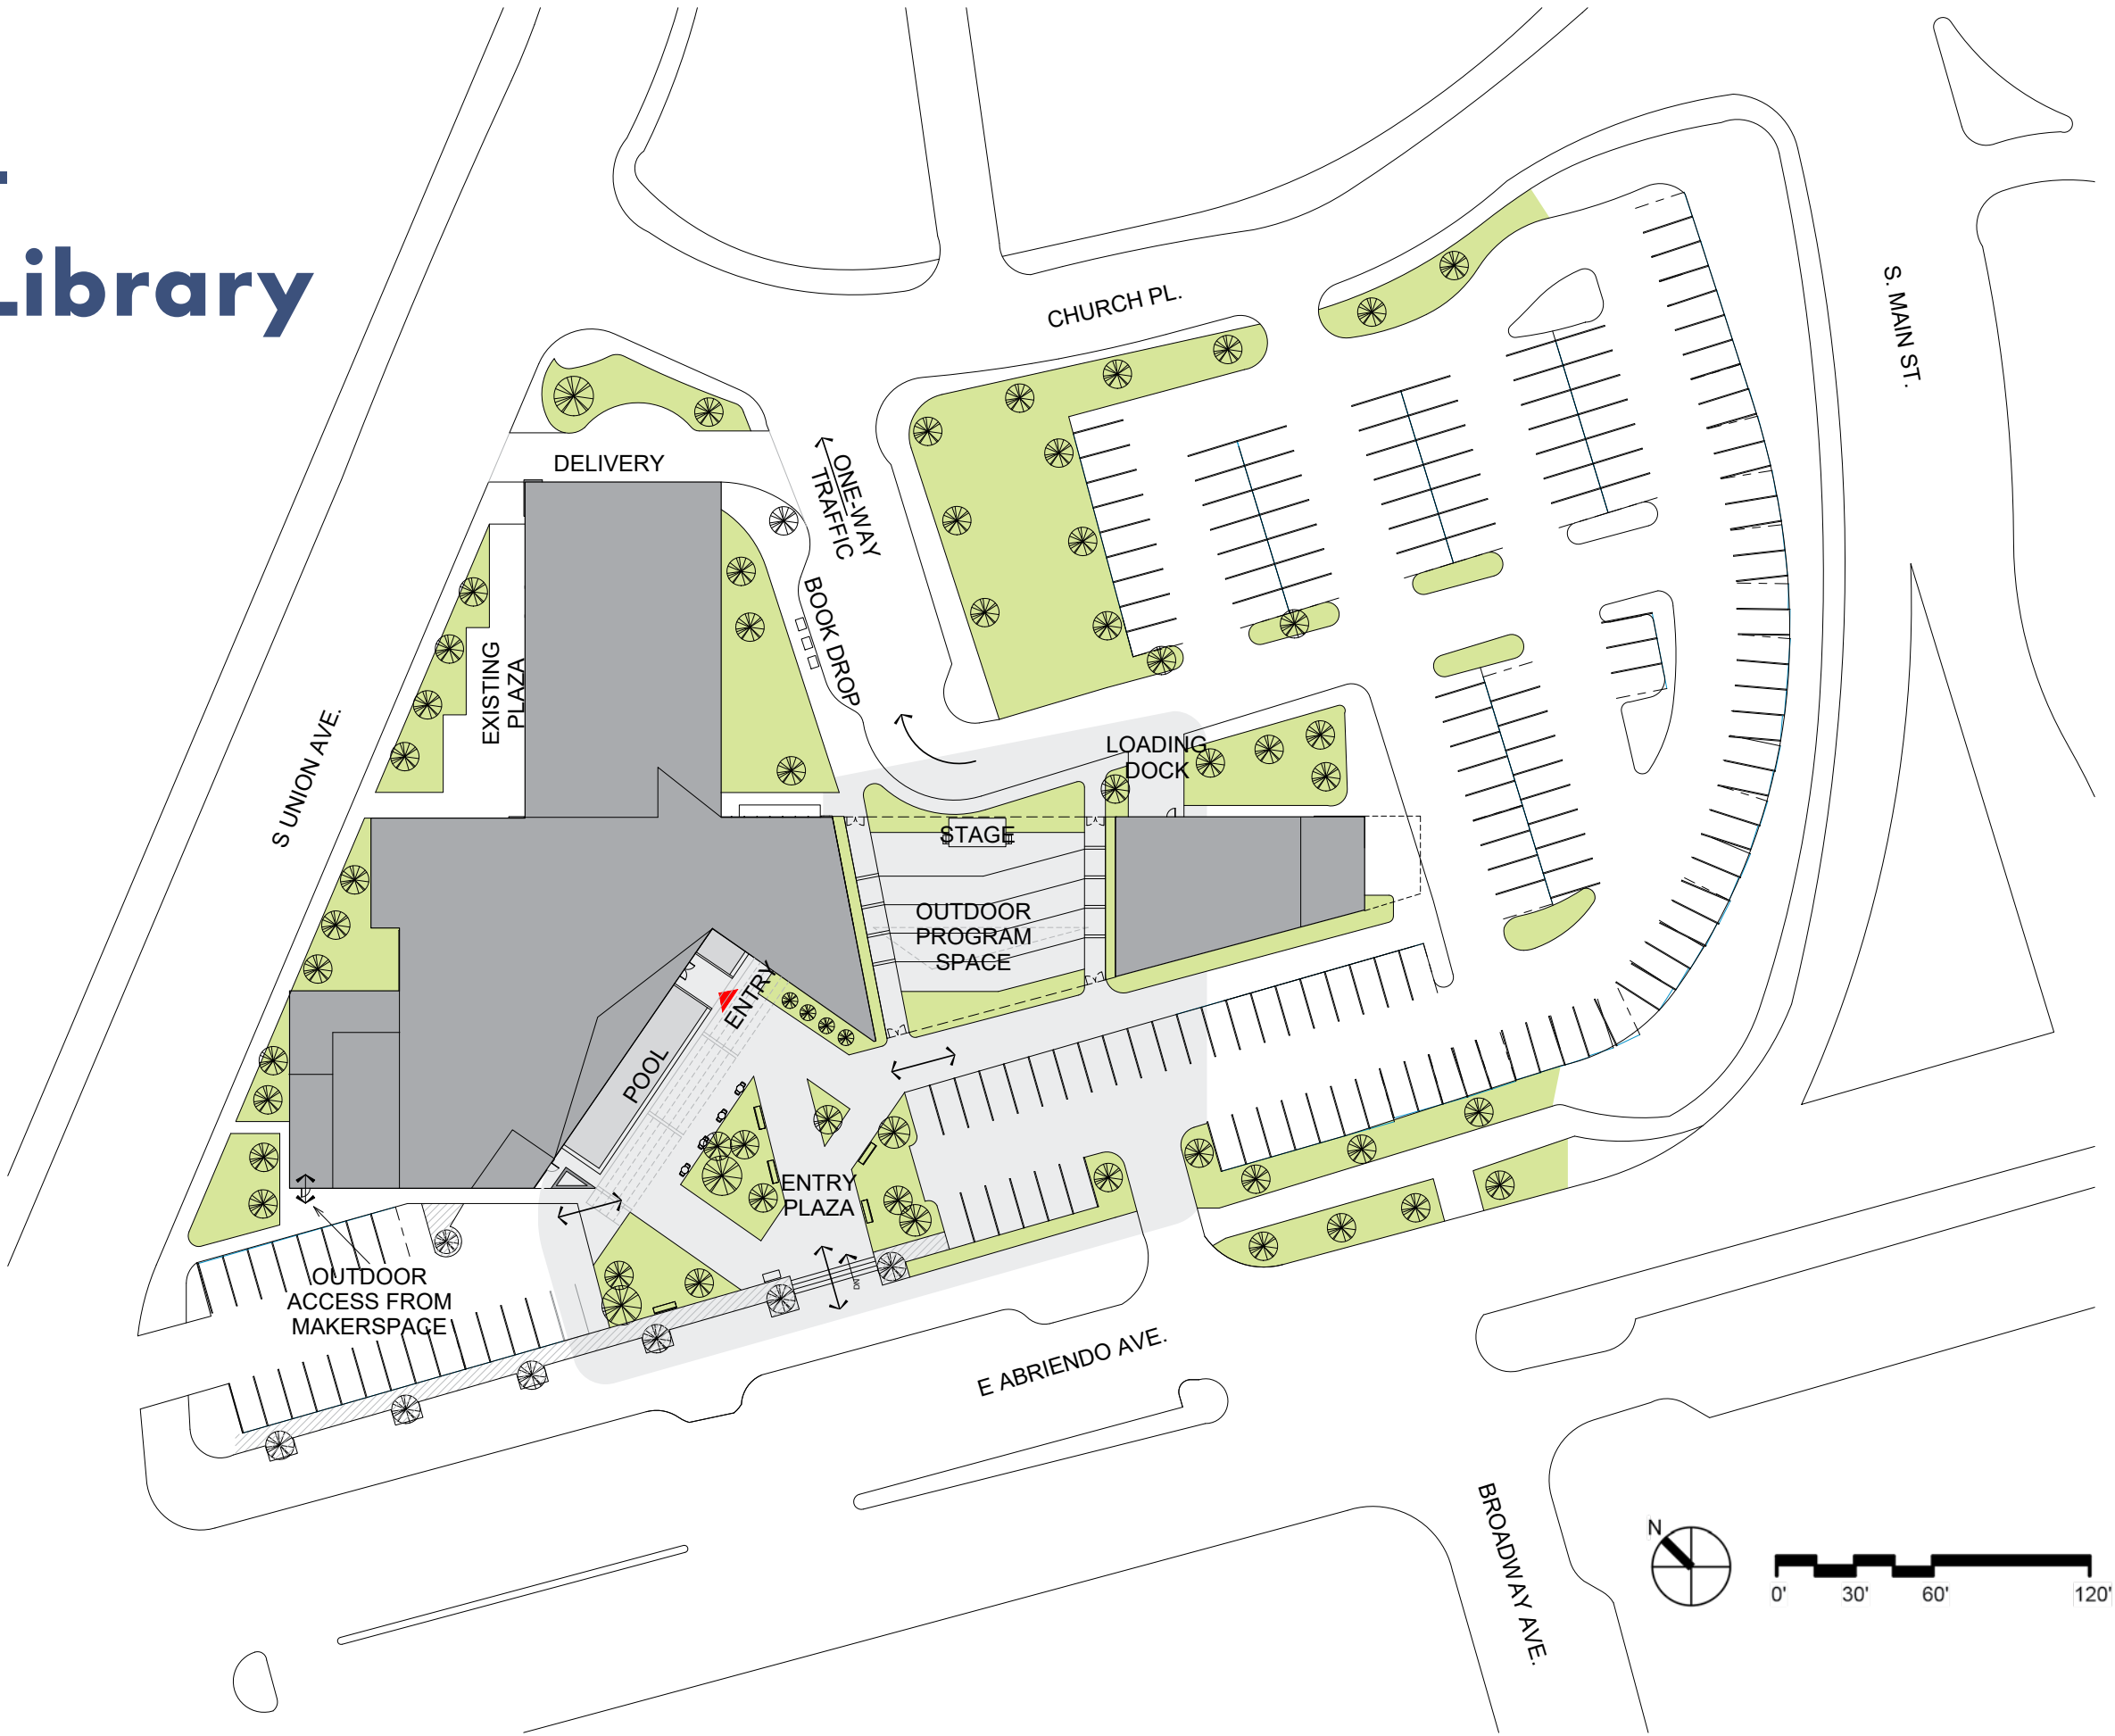 Library
CHURCH PL.
S. MAIN ST.
DELIVERY
ONE-WAY
TRAFFIC
BOOK DROP
EXISTING
PLAZA
S UNION AVE.
LOADING
DOCK
STAGE
OUTDOOR
PROGRAM
SPACE
ENTRY
POOL
ENTRY
PLAZA
OUTDOOR
ACCESS FROM
MAKERSPACE
E ABRIENDO AVE.
BROADWAY AVE.
N
0' 30' 60' 120'